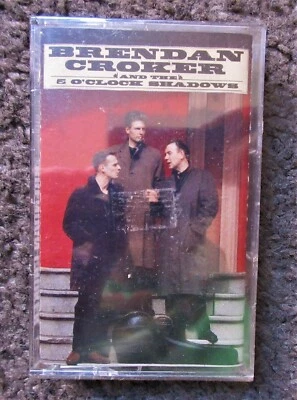 BRENDAN
CROKER
(AND THE)
5 O'CLOCK SHADOWS